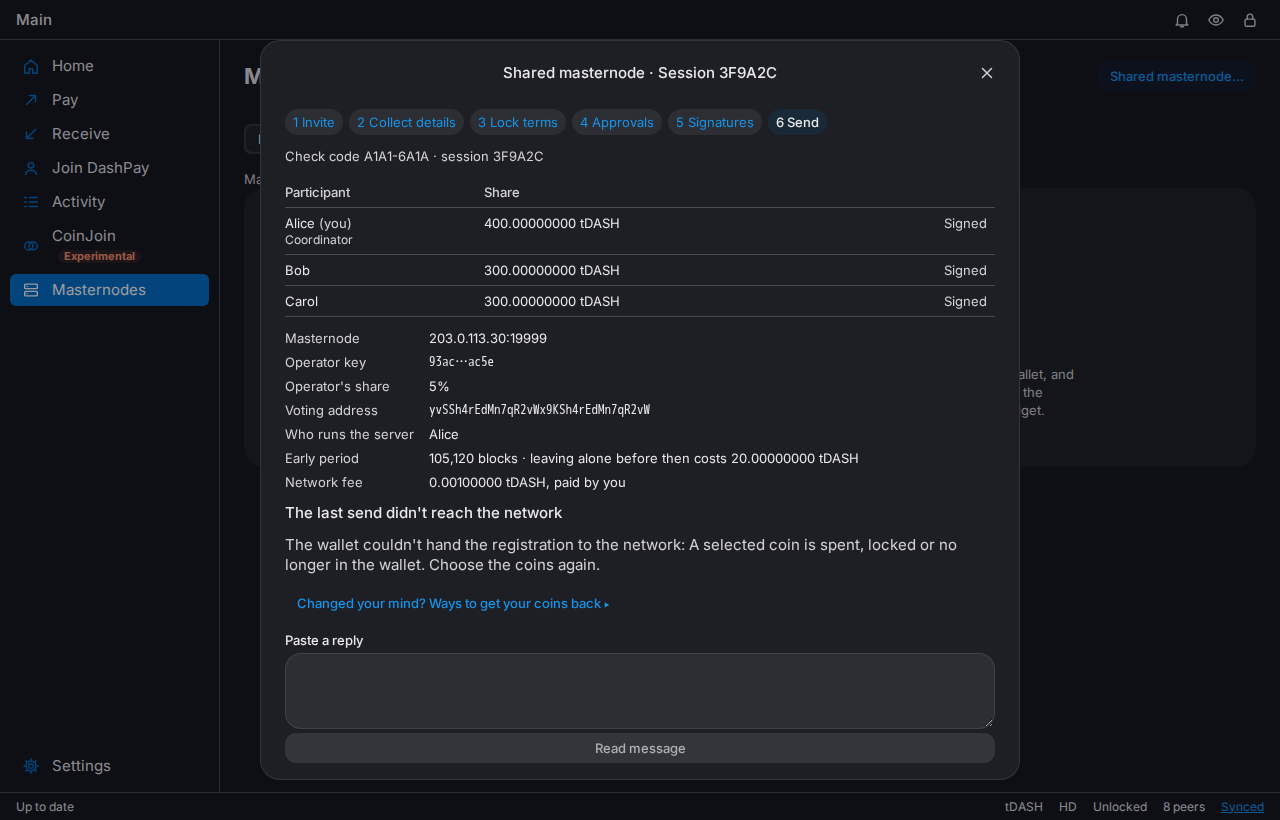 Main
Home
Pay
Receive
Join DashPay
Activity
CoinJoin
Experimental
Masternodes
Settings
Shared masternode...
Shared masternode · Session 3F9A2C
1 Invite
2 Collect details
3 Lock terms
4 Approvals
5 Signatures
6 Send
Check code A1A1-6A1A · session 3F9A2C
Participant Share
Alice (you) 400.00000000 tDASH Signed
Coordinator
Bob 300.00000000 tDASH Signed
Carol 300.00000000 tDASH Signed
Masternode 203.0.113.30:19999
Operator key 93ac⋯ac5e
Operator's share 5%
Voting address yvSSh4rEdMn7qR2vWx9KSh4rEdMn7qR2vW
Who runs the server Alice
Early period 105,120 blocks · leaving alone before then costs 20.00000000 tDASH
Network fee 0.00100000 tDASH, paid by you
The last send didn't reach the network
The wallet couldn't hand the registration to the network: A selected coin is spent, locked or no
longer in the wallet. Choose the coins again.
Changed your mind? Ways to get your coins back ▸
Paste a reply
Read message
allet, and
the
lget.
Up to date
tDASH HD Unlocked 8 peers Synced